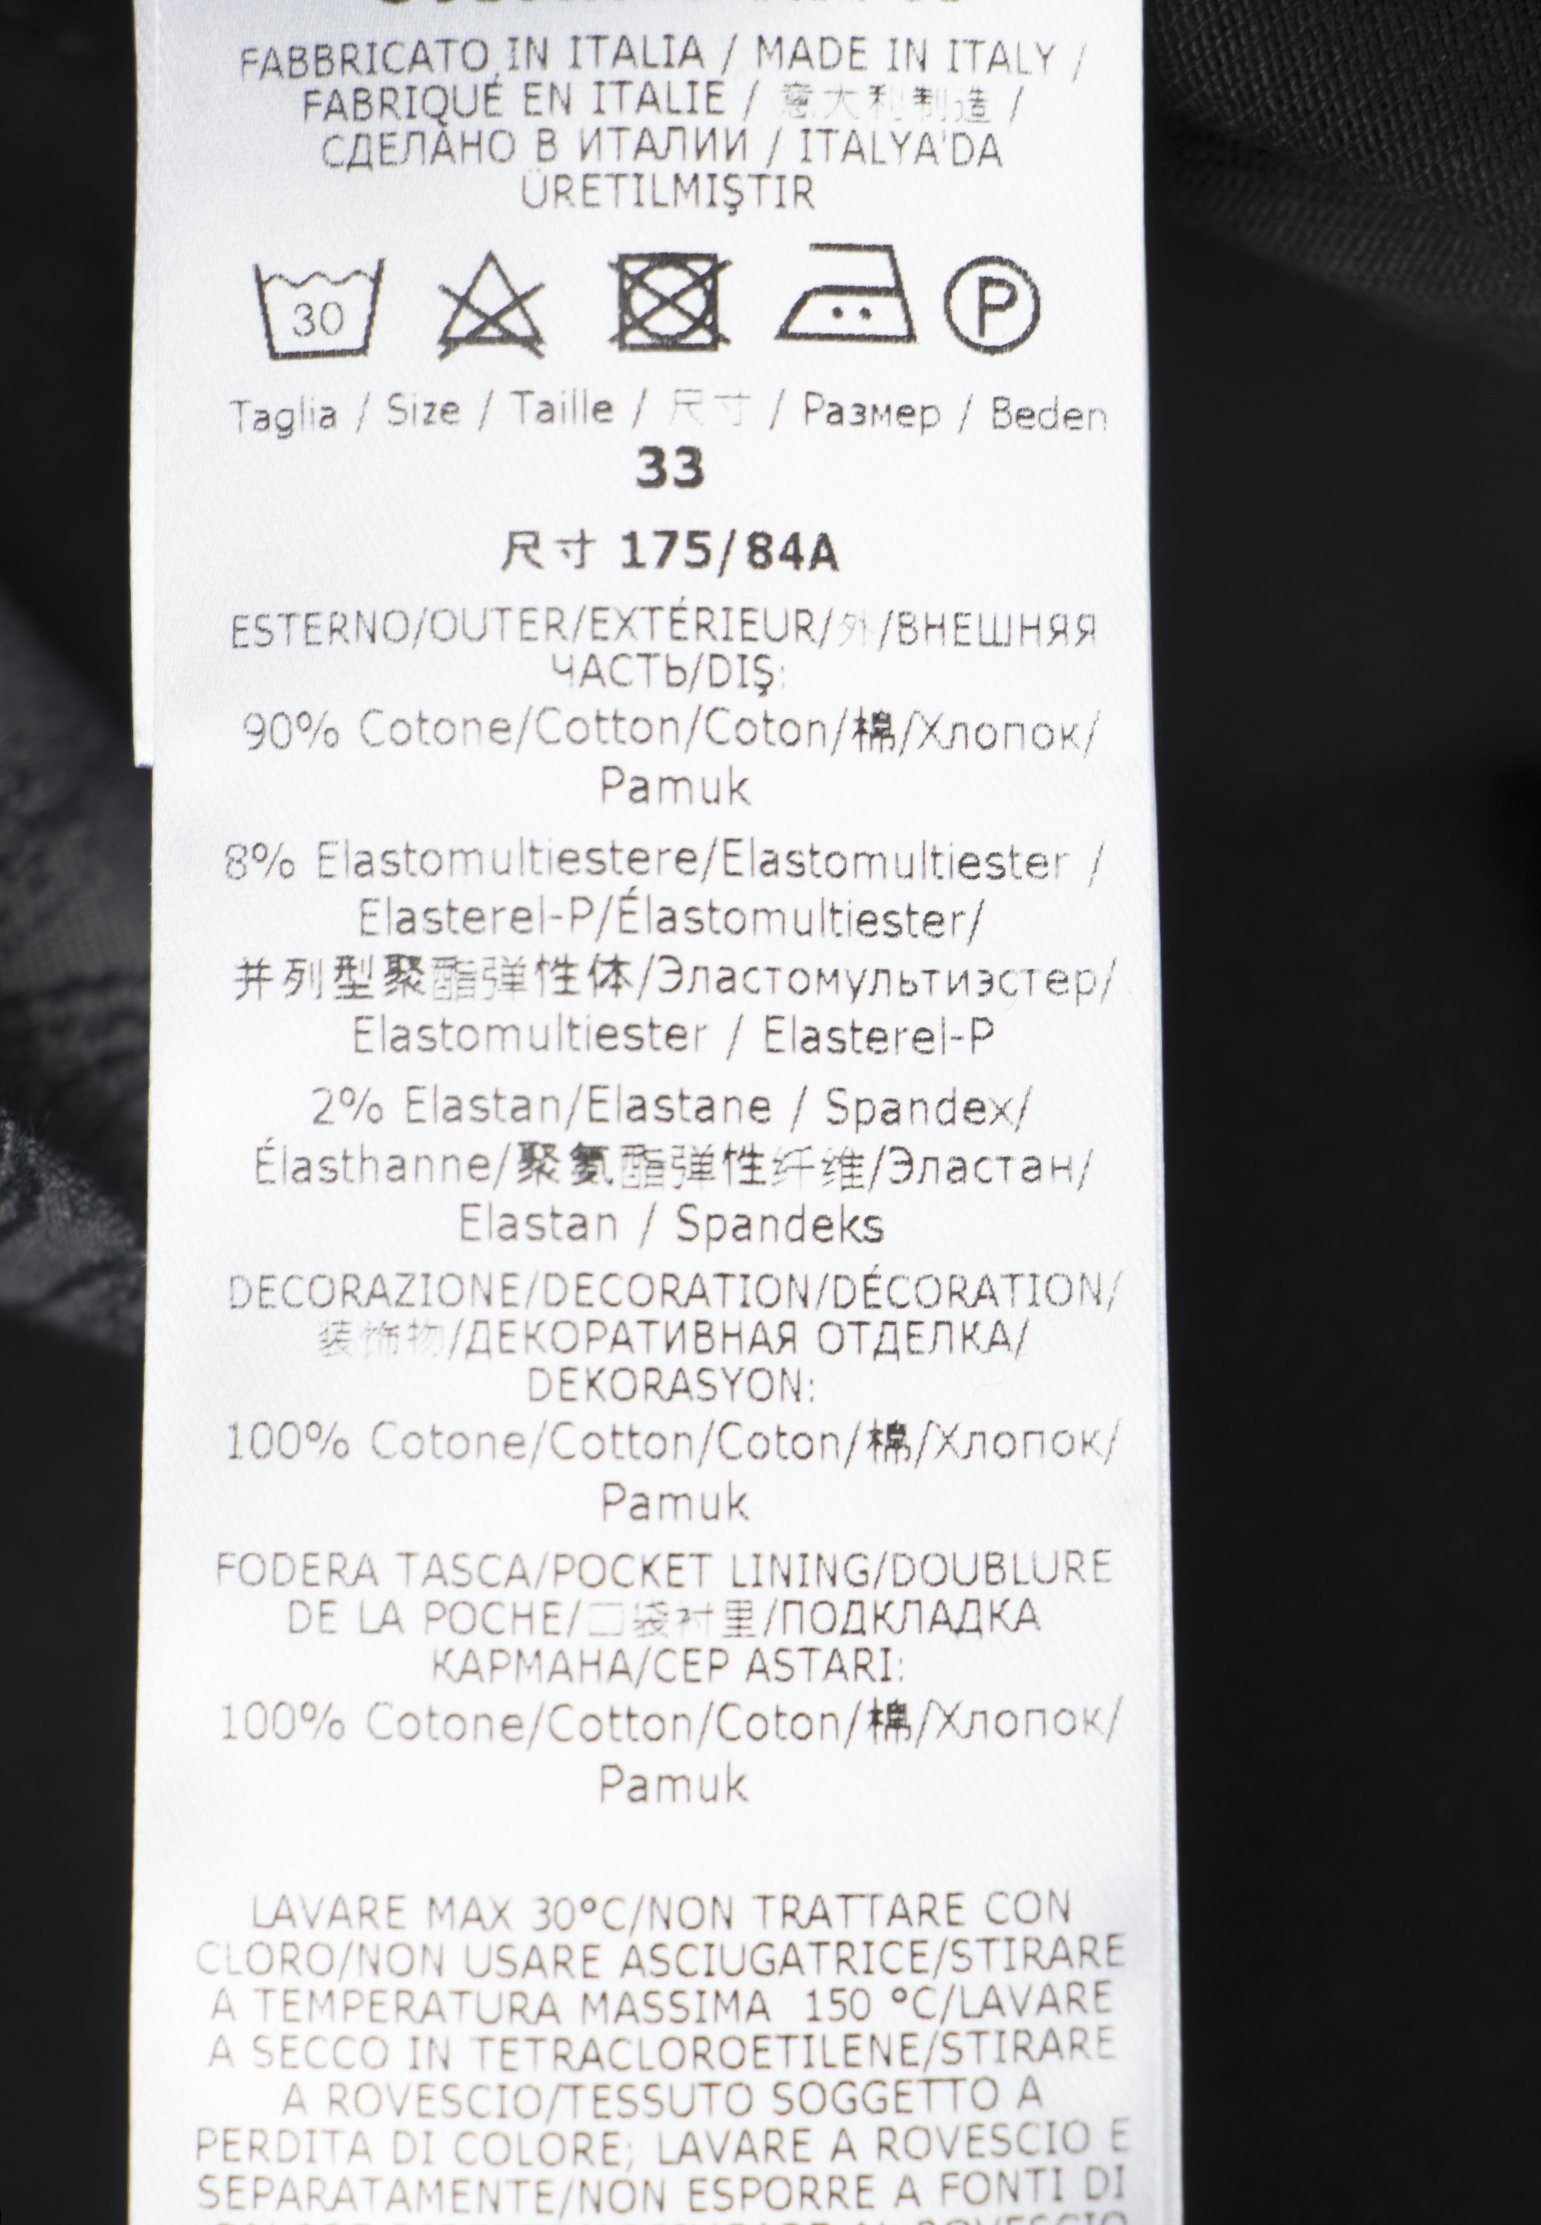 FABBRICATO IN ITALIA / MADE IN ITALY /
FABRIQUÉ EN ITALIE / 意大利制造 /
СДЕЛАНО В ИТАЛИИ / ITALYA'DA
ÜRETILMIŞTIR
30
P
Taglia / Size / Taille / 尺寸 / Размер / Beden
33
尺寸 175/84A
ESTERNO/OUTER/EXTÉRIEUR/外/ВНЕШНЯЯ
ЧАСТЬ/DIŞ:
90% Cotone/Cotton/Coton/棉/Хлопок/
Pamuk
8% Elastomultiestere/Elastomultiester /
Elasterel-P/Élastomultiester/
并列型聚酯弹性体/Эластомультиэстер/
Elastomultiester / Elasterel-P
2% Elastan/Elastane / Spandex/
Élasthanne/聚氨酯弹性纤维/Эластан/
Elastan / Spandeks
DECORAZIONE/DECORATION/DÉCORATION/
装饰物/ДЕКОРАТИВНАЯ ОТДЕЛКА/
DEKORASYON:
100% Cotone/Cotton/Coton/棉/Хлопок/
Pamuk
FODERA TASCA/POCKET LINING/DOUBLURE
DE LA POCHE/口袋衬里/ПОДКЛАДКА
КАРМАНА/CEP ASTARI:
100% Cotone/Cotton/Coton/棉/Хлопок/
Pamuk
LAVARE MAX 30°C/NON TRATTARE CON
CLORO/NON USARE ASCIUGATRICE/STIRARE
A TEMPERATURA MASSIMA 150 °C/LAVARE
A SECCO IN TETRACLOROETILENE/STIRARE
A ROVESCIO/TESSUTO SOGGETTO A
PERDITA DI COLORE; LAVARE A ROVESCIO E
SEPARATAMENTE/NON ESPORRE A FONTI DI